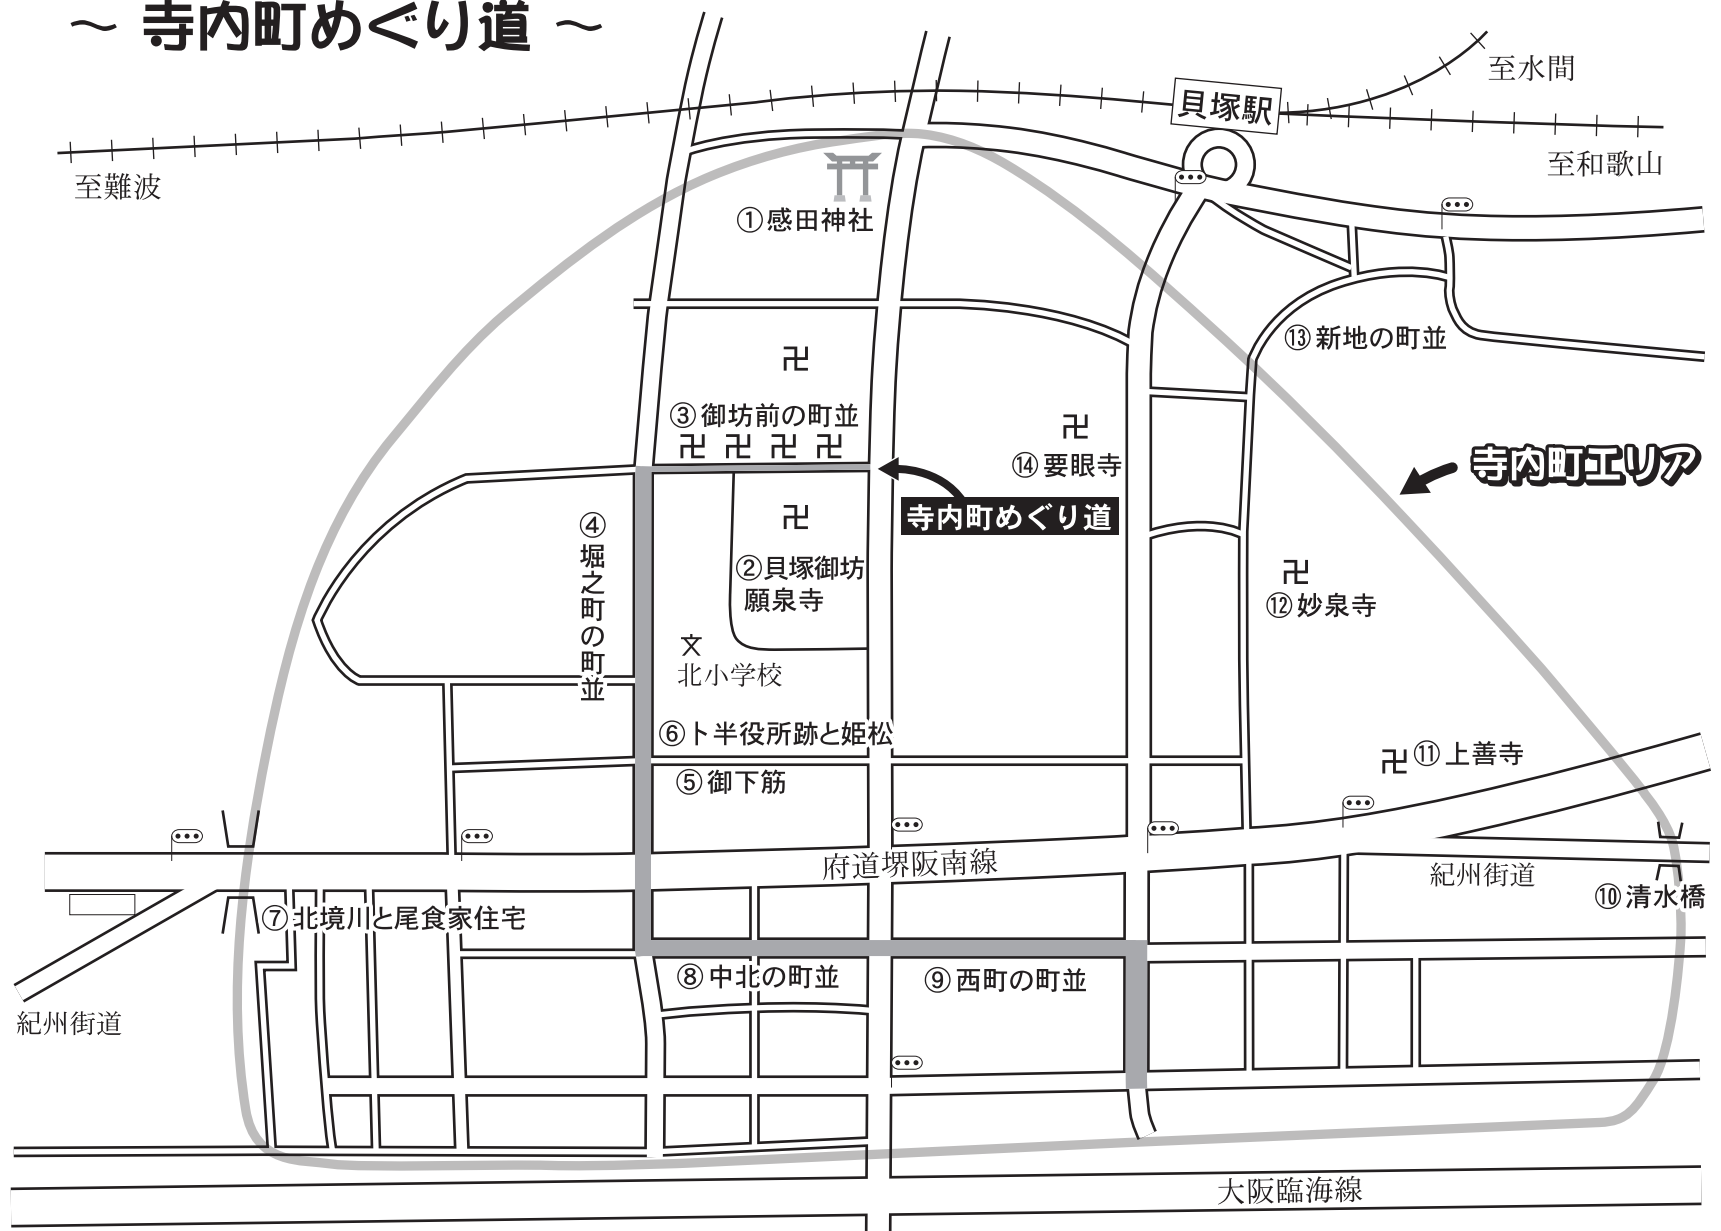 ～ 寺内町めぐり道 ～
至水間
貝塚駅
至和歌山
至難波
①感田神社
⑬新地の町並
卍
③御坊前の町並
卍 卍 卍 卍
卍
⑭要眼寺
寺内町エリア
寺内町めぐり道
④堀之町の町並
卍
②貝塚御坊
願泉寺
卍
⑫妙泉寺
文
北小学校
⑥ト半役所跡と姫松
卍⑪上善寺
⑤御下筋
府道堺阪南線
紀州街道
⑩清水橋
⑦北境川と尾食家住宅
⑧中北の町並
⑨西町の町並
紀州街道
大阪臨海線